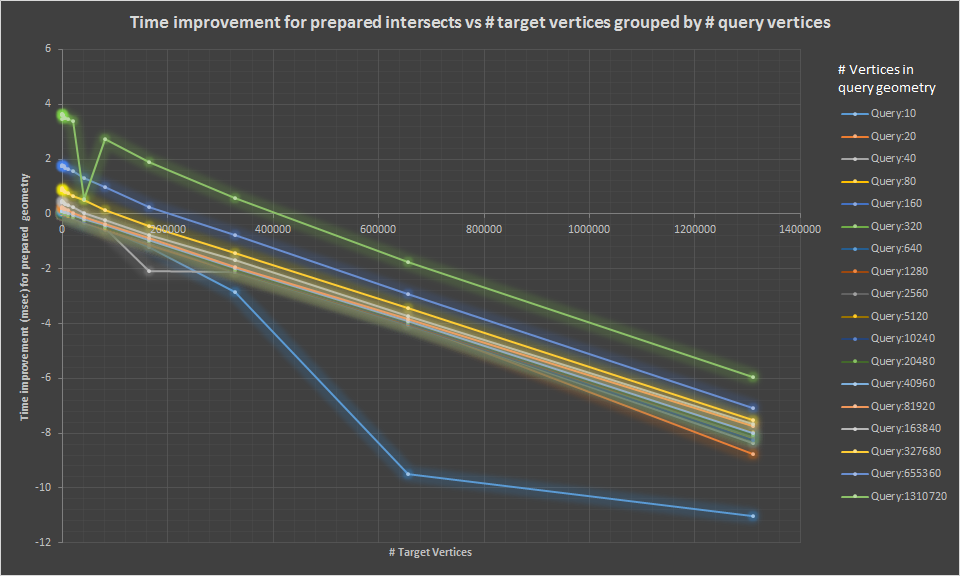 Time improvement for prepared intersects vs # target vertices grouped by # query vertices
6
4
2
0
-2
-4
-6
-8
-10
-12
Time improvement (msec) for prepared geometry
0
200000
400000
600000
800000
1000000
1200000
1400000
# Target Vertices
# Vertices in
query geometry
Query:10
Query:20
Query:40
Query:80
Query:160
Query:320
Query:640
Query:1280
Query:2560
Query:5120
Query:10240
Query:20480
Query:40960
Query:81920
Query:163840
Query:327680
Query:655360
Query:1310720